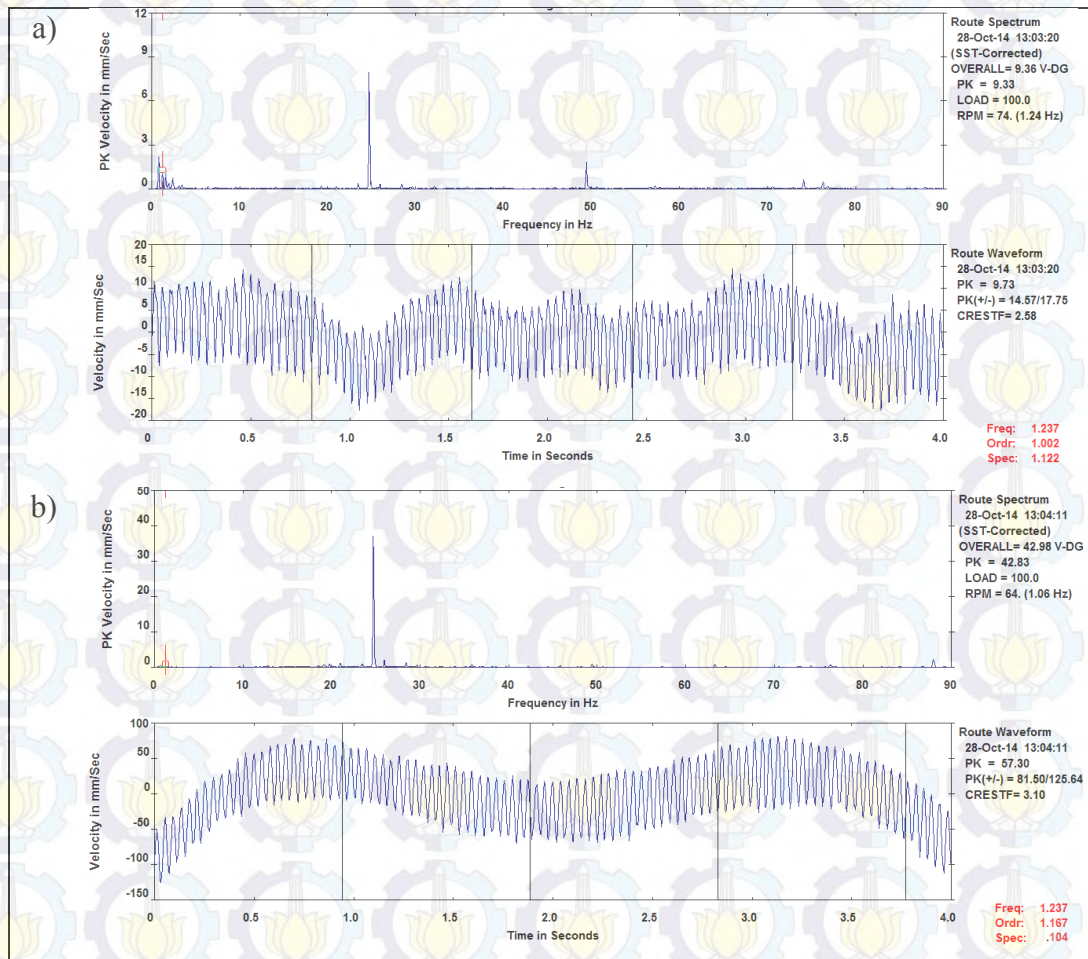 a)
12
9
6
3
0
PK Velocity in mm/Sec
0 10 20 30 40 50 60 70 80 90
Frequency in Hz
Route Spectrum
28-Oct-14 13:03:20
(SST-Corrected)
OVERALL= 9.36 V-DG
PK = 9.33
LOAD = 100.0
RPM = 74. (1.24 Hz)
20
15
10
5
0
-5
-10
-15
-20
Velocity in mm/Sec
0 0.5 1.0 1.5 2.0 2.5 3.0 3.5 4.0
Time in Seconds
Route Waveform
28-Oct-14 13:03:20
PK = 9.73
PK(+/-) = 14.57/17.75
CRESTF= 2.58
Freq: 1.237
Ordr: 1.002
Spec: 1.122
b)
50
40
30
20
10
0
PK Velocity in mm/Sec
0 10 20 30 40 50 60 70 80 90
Frequency in Hz
Route Spectrum
28-Oct-14 13:04:11
(SST-Corrected)
OVERALL= 42.98 V-DG
PK = 42.83
LOAD = 100.0
RPM = 64. (1.06 Hz)
100
50
0
-50
-100
-150
Velocity in mm/Sec
0 0.5 1.0 1.5 2.0 2.5 3.0 3.5 4.0
Time in Seconds
Route Waveform
28-Oct-14 13:04:11
PK = 57.30
PK(+/-) = 81.50/125.64
CRESTF= 3.10
Freq: 1.237
Ordr: 1.167
Spec: .104